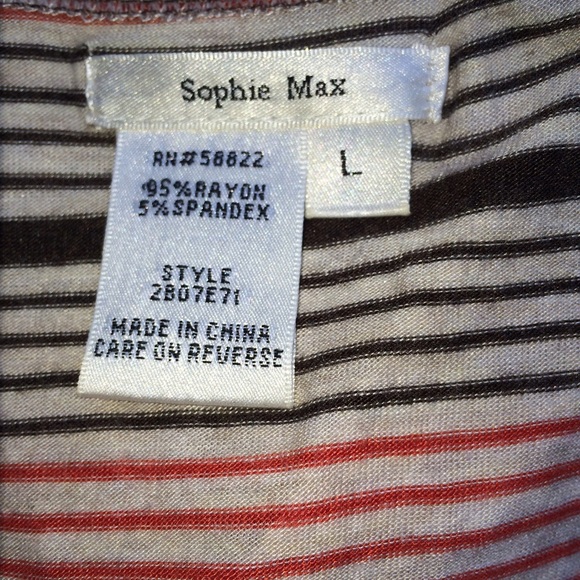 Sophie Max
L
RN#58822
95%RAYON
5%SPANDEX
STYLE
2B07E71
MADE IN CHINA
CARE ON REVERSE